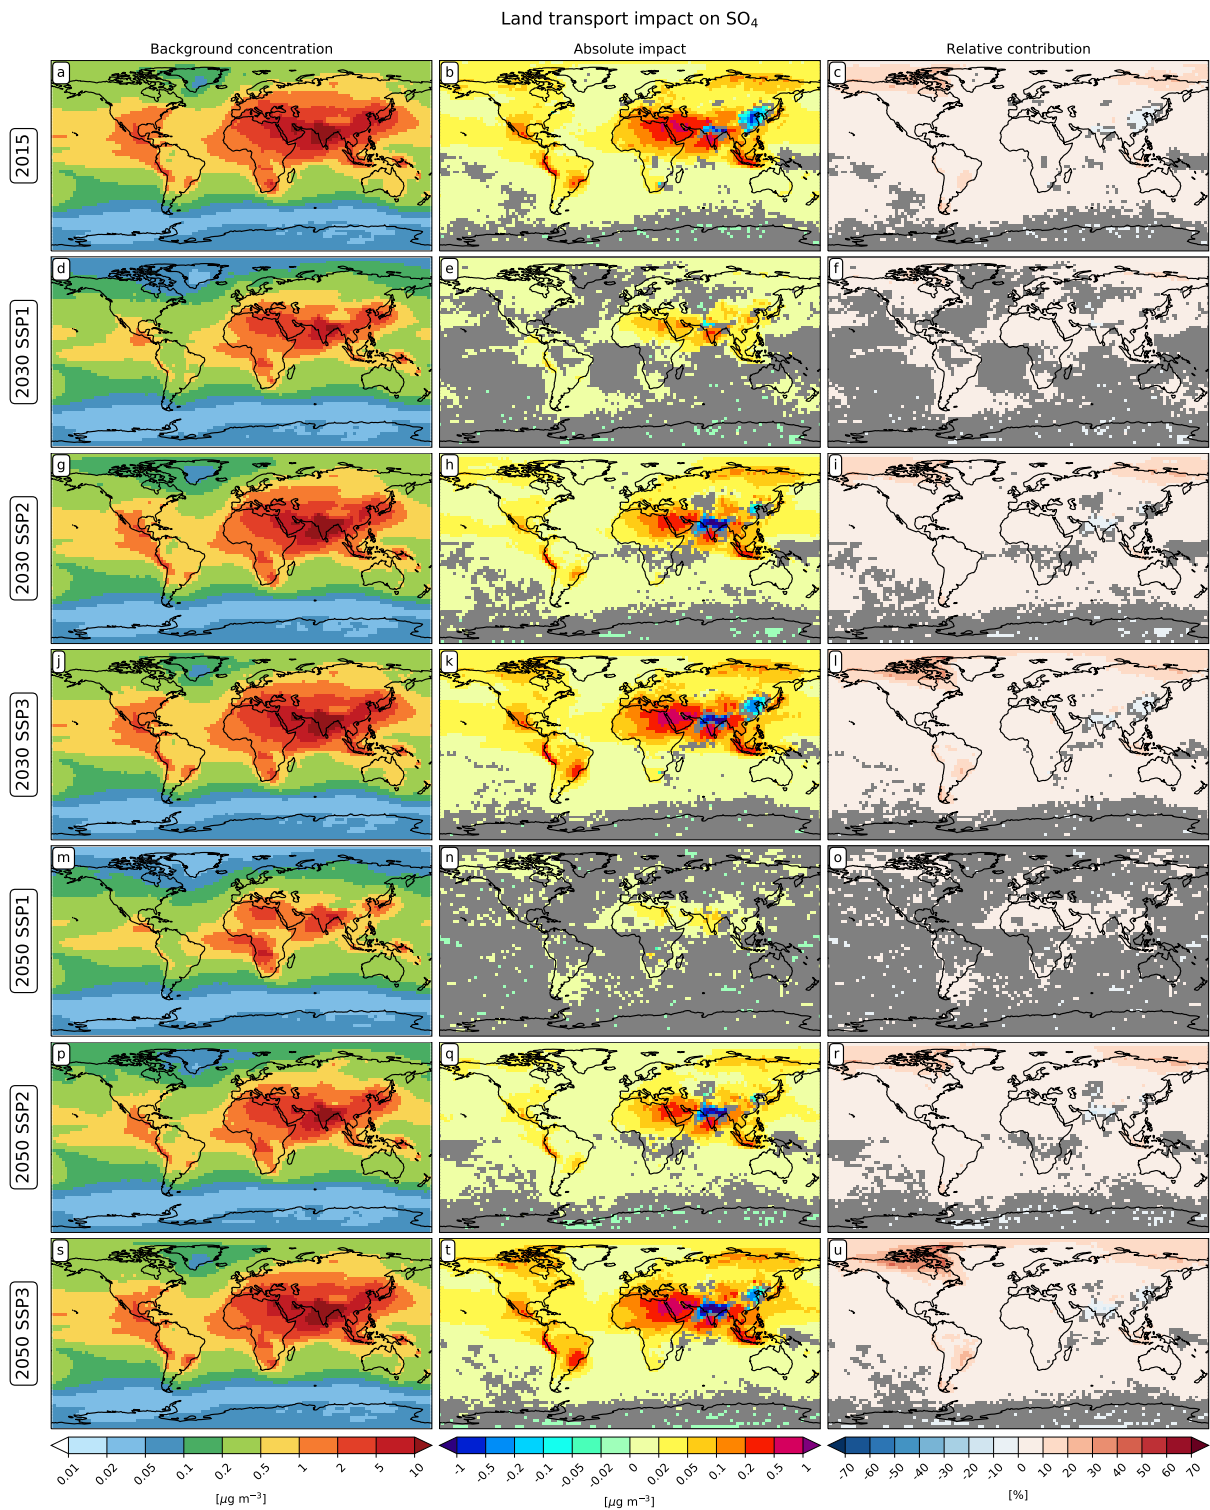 Land transport impact on SO₄
Background concentration Absolute impact Relative contribution
2015 a b c
2030 SSP1 d e f
2030 SSP2 g h i
2030 SSP3 j k l
2050 SSP1 m n o
2050 SSP2 p q r
2050 SSP3 s t u
0.01 0.02 0.05 0.1 0.2 0.5 1 2 5 10
[μg m⁻³]
-1 -0.5 -0.2 -0.1 -0.05 -0.02 0 0.02 0.05 0.1 0.2 0.5 1
[μg m⁻³]
-70 -60 -50 -40 -30 -20 -10 0 10 20 30 40 50 60 70
[%]